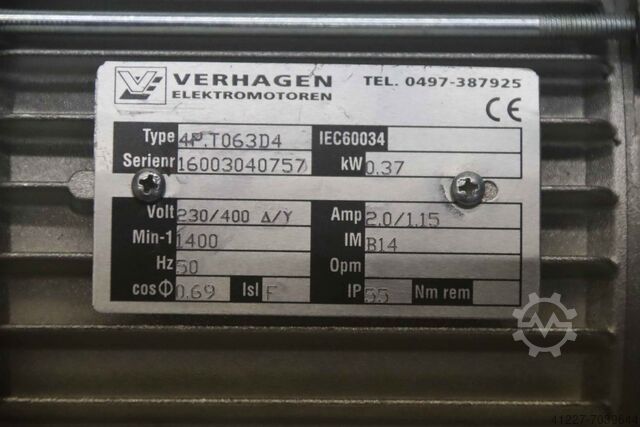 VERHAGEN TEL. 0497-387925
ELEKTROMOTOREN
CE
Type 4P.T063D4 IEC60034
Serienr 16003040757 kW 0.37
Volt 230/400 Δ/Y Amp 2.0/1.15
Min-1 1400 IM B14
Hz 50 Opm
cosΦ 0.69 Isl F IP 55 Nm rem